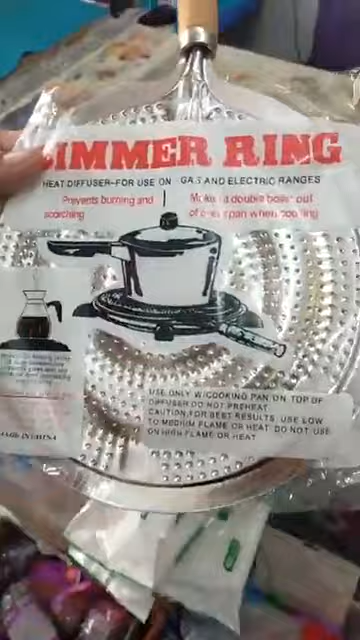 IMMER RING
HEAT DIFFUSER-FOR USE ON GAS AND ELECTRIC RANGES
Prevents burning and
scorching
Makes a double boiler out
of any pan when cooking
USE ONLY W/COOKING PAN ON TOP OF
DIFFUSER DO NOT PREHEAT
CAUTION,FOR BEST RESULTS, USE LOW
TO MEDIUM FLAME OR HEAT DO NOT USE
ON HIGH FLAME OR HEAT
MADE IN CHINA